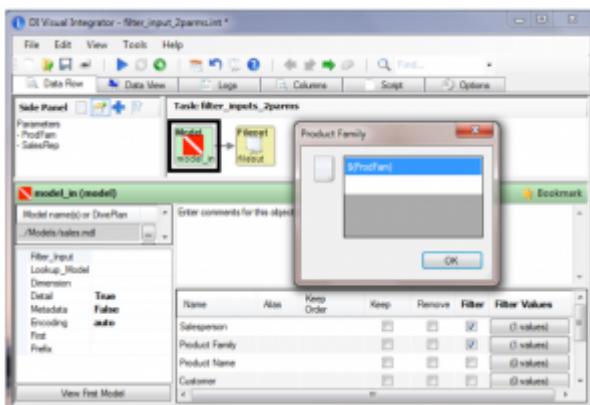 DI Visual Integrator - filter_input_2parms.int *
File Edit View Tools Help
Find...
Data Flow Data View Logs Columns Script Options
Side Panel
Task: filter_inputs_2parms
Parameters
- ProdFam
- SalesRep
Model
model_in
Fileout
fileout
Product Family
$(ProdFam)
OK
model_in (model)
Bookmark
Model name(s) or DivePlan
../Models/sales.mdl
...
Enter comments for this object
Filter_Input
Lookup_Model
Dimension
Detail True
Metadata False
Encoding auto
First
Prefix
View First Model
Name Alias Keep Order Keep Remove Filter Filter Values
Salesperson (1 values)
Product Family (1 values)
Product Name (0 values)
Customer (0 values)